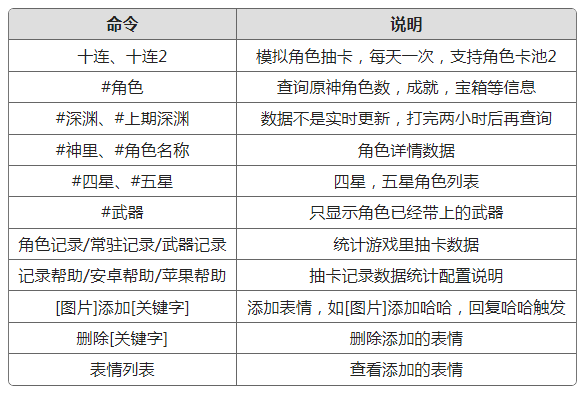 命令 说明
十连、十连2 模拟角色抽卡，每天一次，支持角色卡池2
#角色 查询原神角色数，成就，宝箱等信息
#深渊、#上期深渊 数据不是实时更新，打完两小时后再查询
#神里、#角色名称 角色详情数据
#四星、#五星 四星，五星角色列表
#武器 只显示角色已经带上的武器
角色记录/常驻记录/武器记录 统计游戏里抽卡数据
记录帮助/安卓帮助/苹果帮助 抽卡记录数据统计配置说明
[图片]添加[关键字] 添加表情，如[图片]添加哈哈，回复哈哈触发
删除[关键字] 删除添加的表情
表情列表 查看添加的表情